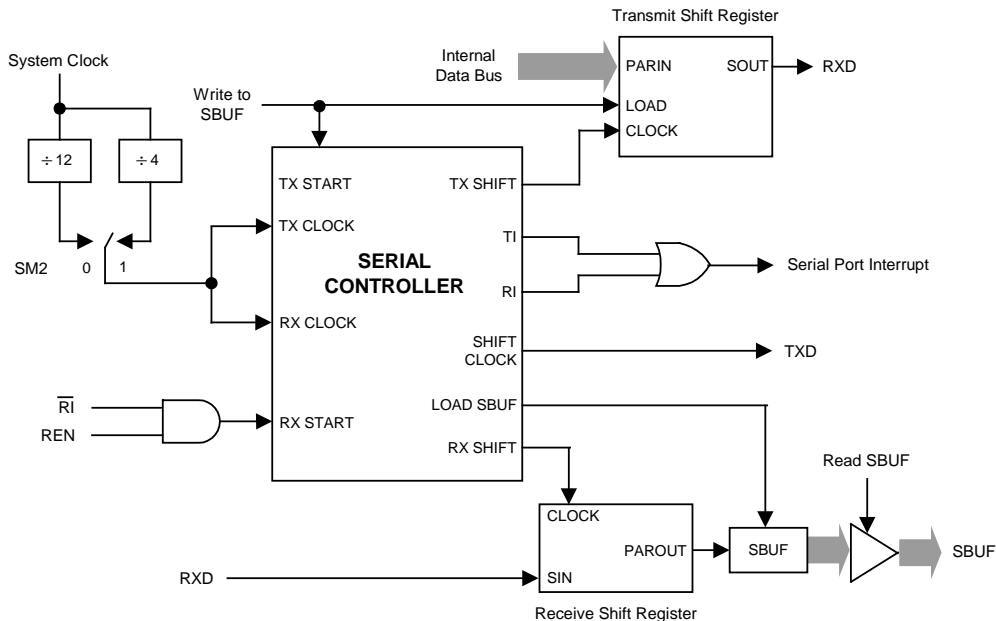 Transmit Shift Register
System Clock
Internal
Data Bus
PARIN
SOUT
RXD
Write to
SBUF
LOAD
CLOCK
÷ 12
÷ 4
TX START
TX SHIFT
TX CLOCK
TI
SERIAL
CONTROLLER
Serial Port Interrupt
SM2
0
1
RI
RX CLOCK
SHIFT
CLOCK
TXD
RI
LOAD SBUF
REN
RX START
RX SHIFT
Read SBUF
CLOCK
PAROUT
SBUF
SBUF
RXD
SIN
Receive Shift Register